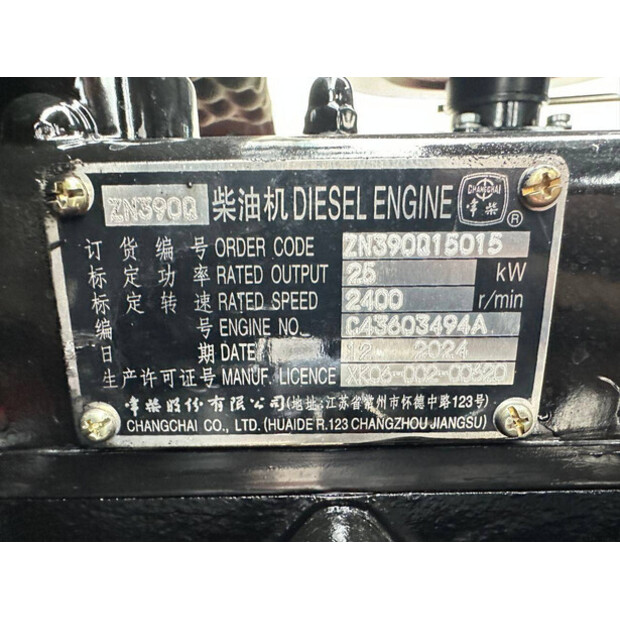 ZN390Q 柴油机 DIESEL ENGINE CHANGCHAI 常柴 ®
订货编号 ORDER CODE ZN390Q15015
标定功率 RATED OUTPUT 25 kW
标定转速 RATED SPEED 2400 r/min
编号 ENGINE NO. C43603494A
日期 DATE 12 2024
生产许可证号 MANUF. LICENCE XK06-002-00620
常柴股份有限公司(地址:江苏省常州市怀德中路123号)
CHANGCHAI CO., LTD. (HUAIDE R.123 CHANGZHOU JIANGSU)